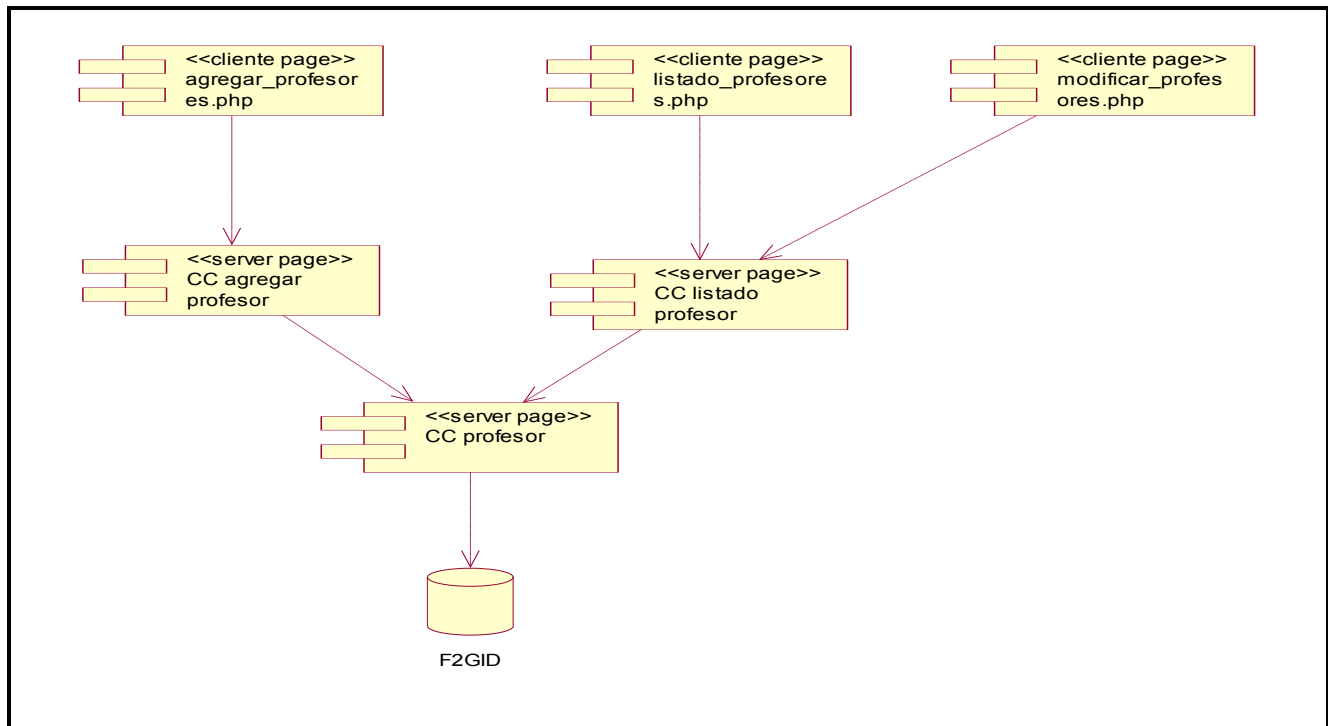 <<cliente page>>
agregar_profesor
es.php
<<cliente page>>
listado_profesore
s.php
<<cliente page>>
modificar_profes
ores.php
<<server page>>
CC agregar
profesor
<<server page>>
CC listado
profesor
<<server page>>
CC profesor
F2GID